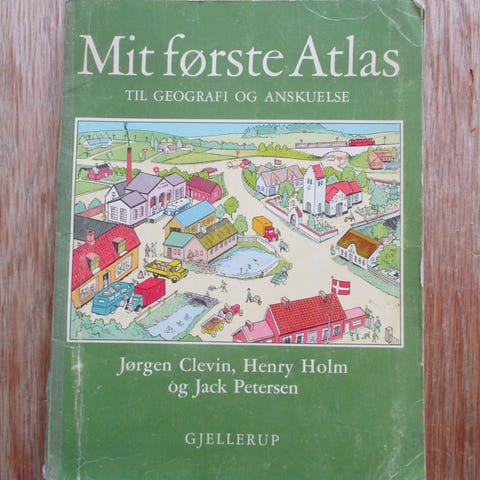 Mit første Atlas
TIL GEOGRAFI OG ANSKUELSE
Jørgen Clevin, Henry Holm
og Jack Petersen
GJELLERUP